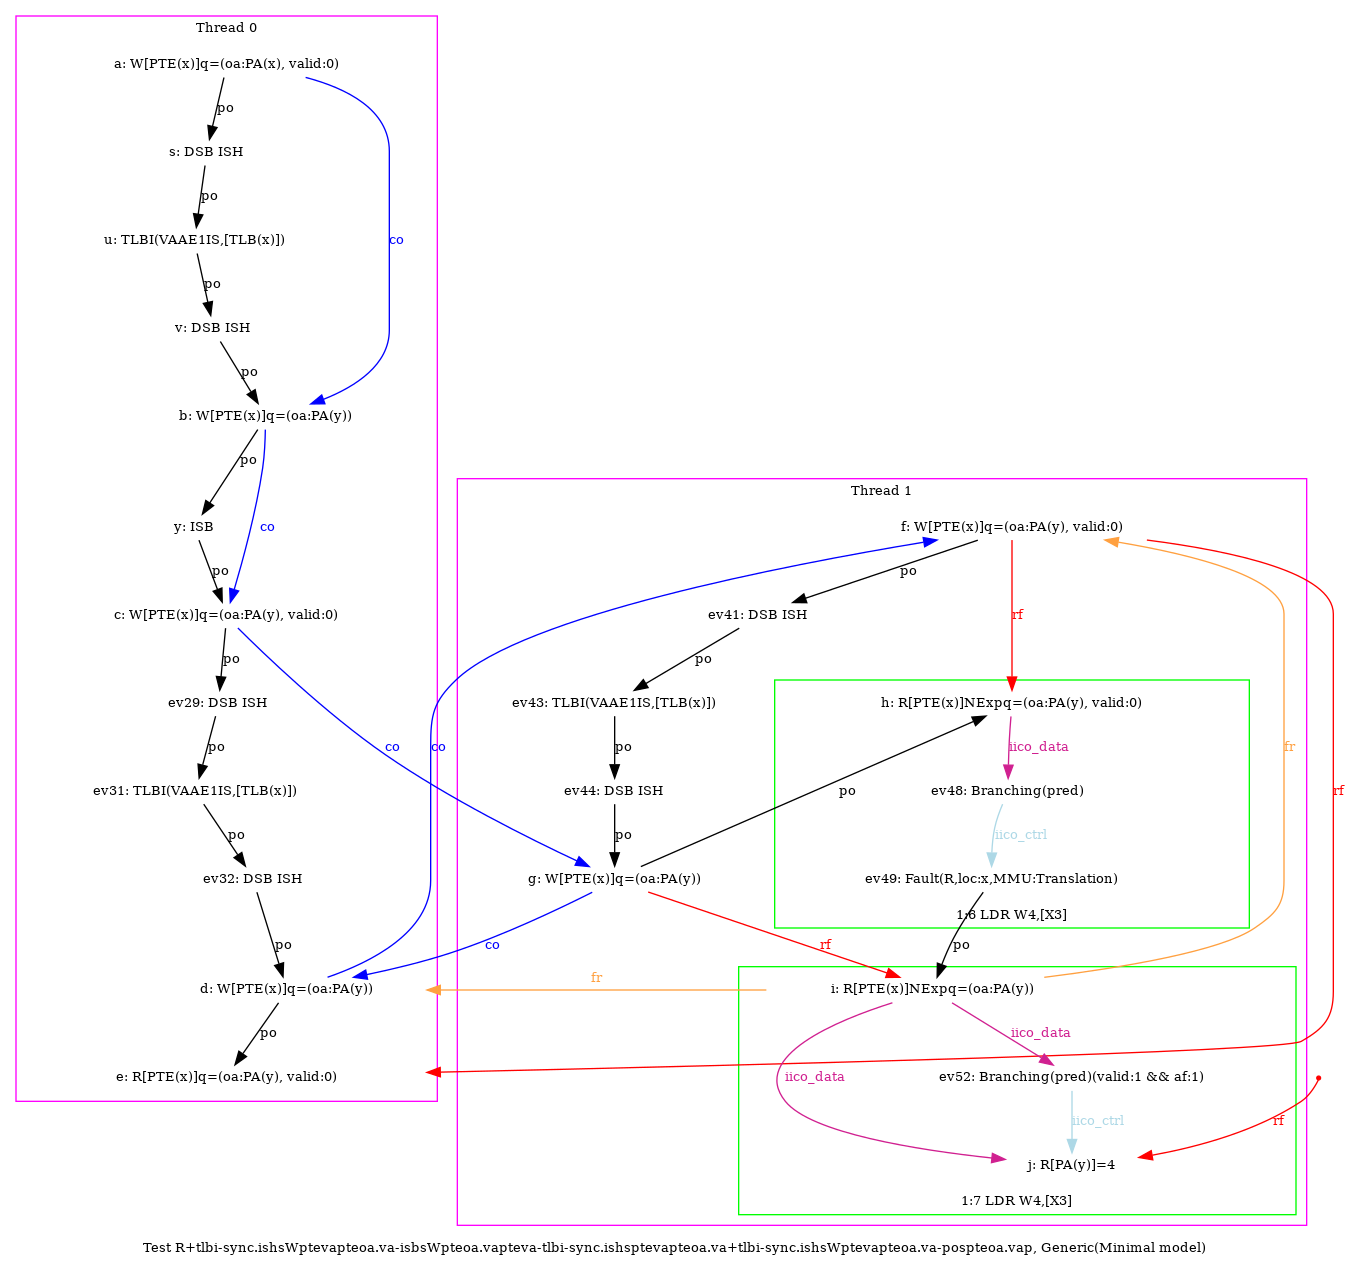 Thread 0
a: W[PTE(x)]q=(oa:PA(x), valid:0)
po
s: DSB ISH
po
u: TLBI(VAAE1IS,[TLB(x)])
co
po
v: DSB ISH
po
b: W[PTE(x)]q=(oa:PA(y))
po
y: ISB
co
po
c: W[PTE(x)]q=(oa:PA(y), valid:0)
po
ev29: DSB ISH
po
co
co
ev31: TLBI(VAAE1IS,[TLB(x)])
po
ev32: DSB ISH
po
co
d: W[PTE(x)]q=(oa:PA(y))
po
e: R[PTE(x)]q=(oa:PA(y), valid:0)
Thread 1
f: W[PTE(x)]q=(oa:PA(y), valid:0)
po
ev41: DSB ISH
rf
po
ev43: TLBI(VAAE1IS,[TLB(x)])
h: R[PTE(x)]NExpq=(oa:PA(y), valid:0)
po
iico_data
fr
ev44: DSB ISH
po
ev48: Branching(pred)
rf
po
iico_ctrl
g: W[PTE(x)]q=(oa:PA(y))
ev49: Fault(R,loc:x,MMU:Translation)
1:6 LDR W4,[X3]
rf
po
fr
i: R[PTE(x)]NExpq=(oa:PA(y))
iico_data
iico_data
ev52: Branching(pred)(valid:1 && af:1)
iico_ctrl
rf
j: R[PA(y)]=4
1:7 LDR W4,[X3]
Test R+tlbi-sync.ishsWptevapteoa.va-isbsWpteoa.vapteva-tlbi-sync.ishsptevapteoa.va+tlbi-sync.ishsWptevapteoa.va-pospteoa.vap, Generic(Minimal model)